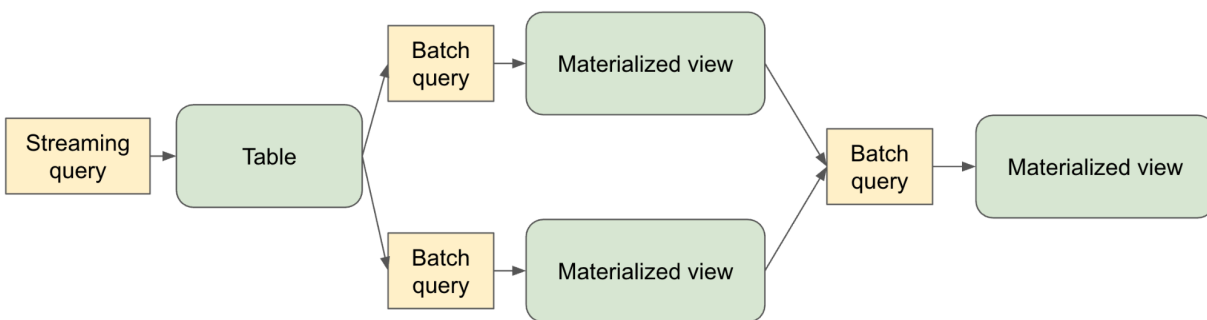 Streaming
query
Table
Batch
query
Materialized view
Batch
query
Materialized view
Batch
query
Materialized view